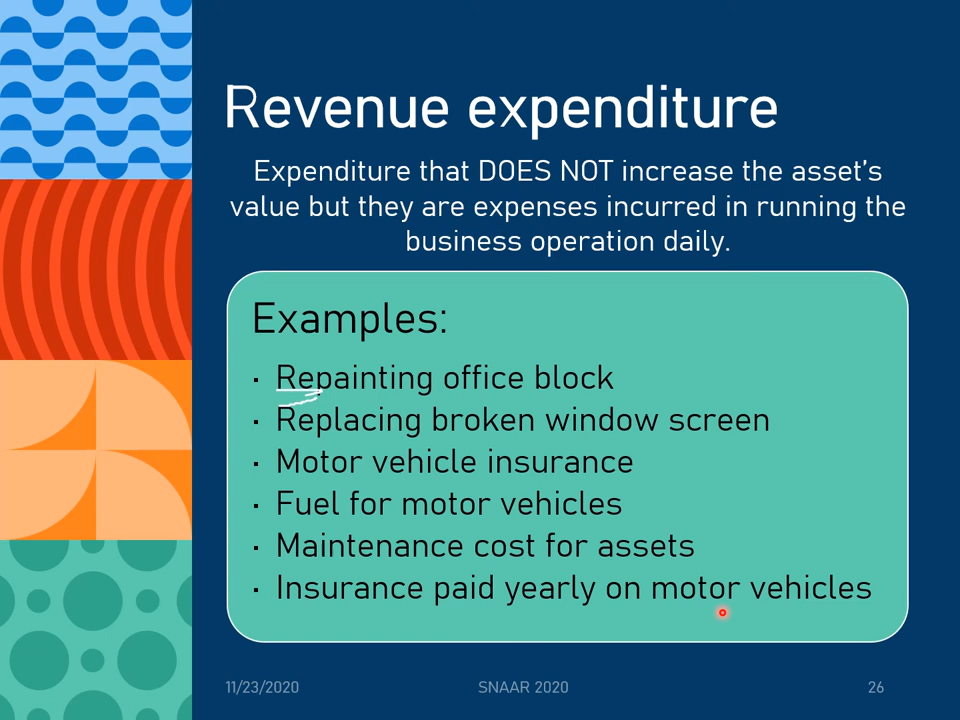 Revenue expenditure
Expenditure that DOES NOT increase the asset's
value but they are expenses incurred in running the
business operation daily.
Examples:
· Repainting office block
· Replacing broken window screen
· Motor vehicle insurance
· Fuel for motor vehicles
· Maintenance cost for assets
· Insurance paid yearly on motor vehicles
11/23/2020 SNAAR 2020 26